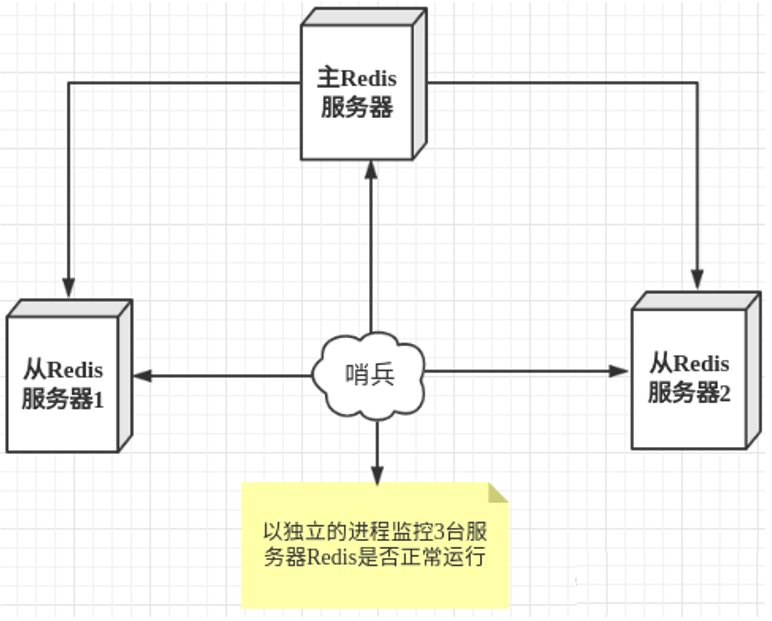 主Redis
服务器
从Redis
服务器1
哨兵
从Redis
服务器2
以独立的进程监控3台服
务器Redis是否正常运行